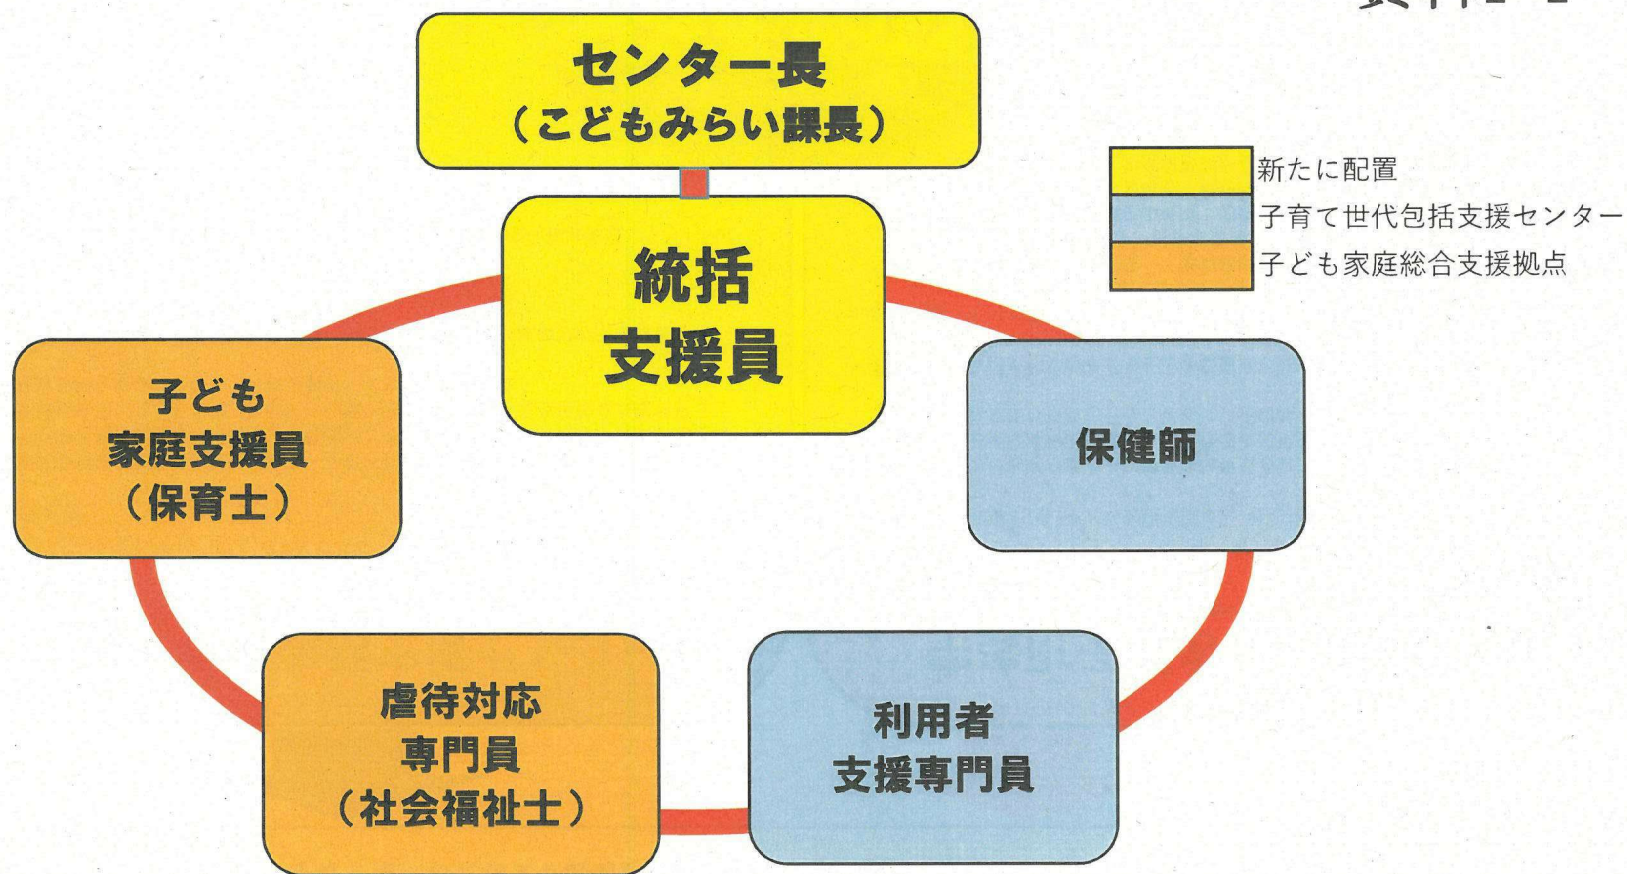 センター長
（こどもみらい課長）
統括
支援員
新たに配置
子育て世代包括支援センター
子ども家庭総合支援拠点
子ども
家庭支援員
（保育士）
保健師
虐待対応
専門員
（社会福祉士）
利用者
支援専門員